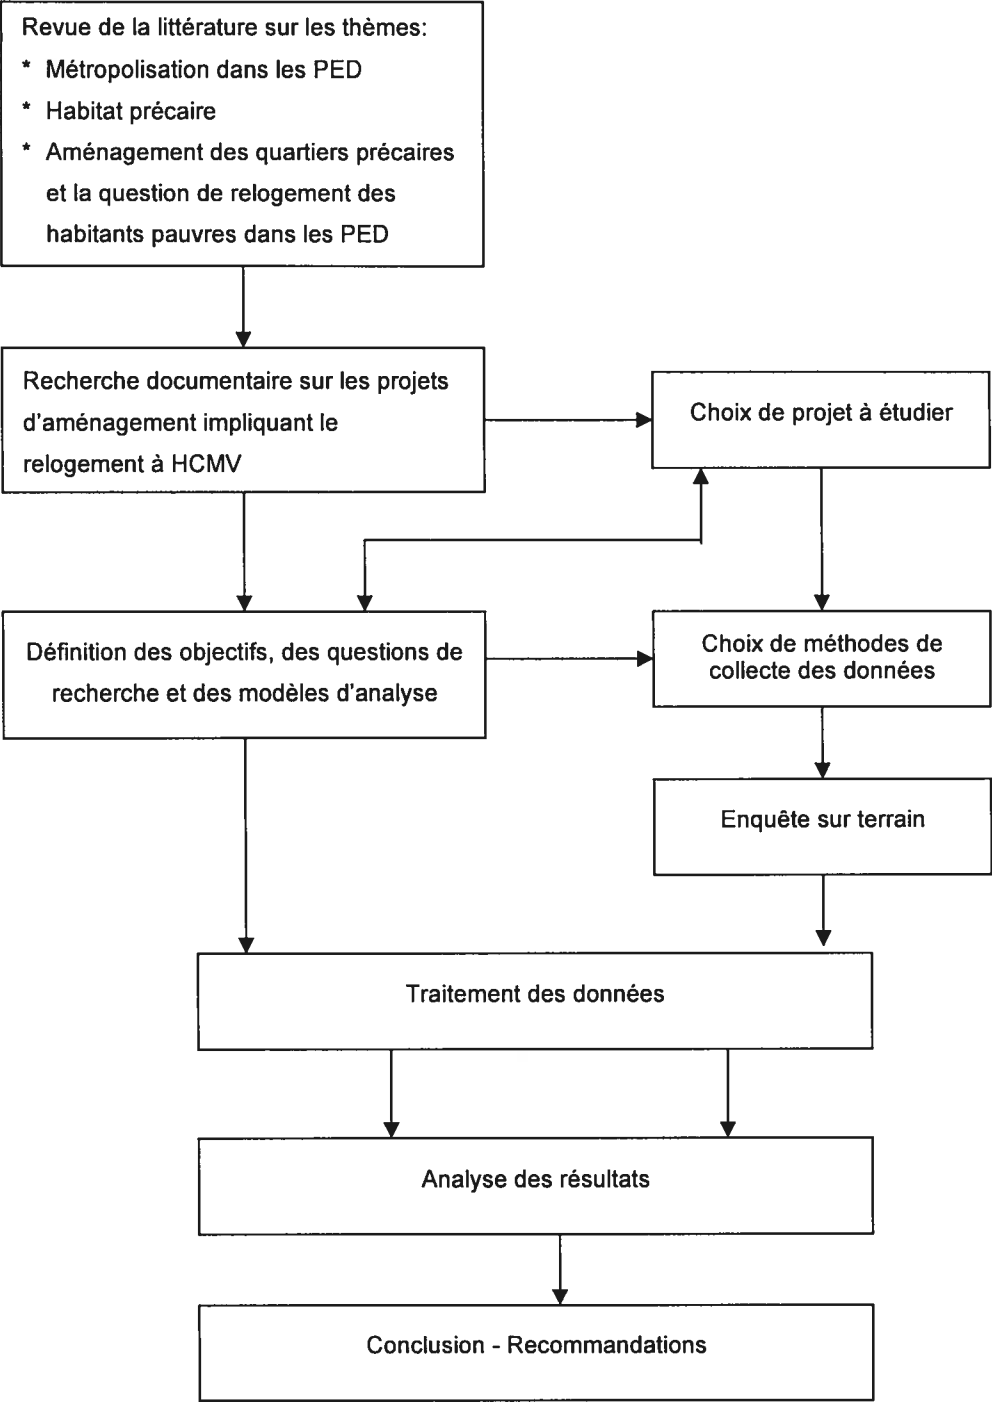 Revue de la littérature sur les thèmes:
* Métropolisation dans les PED
* Habitat précaire
* Aménagement des quartiers précaires
et la question de relogement des
habitants pauvres dans les PED
Recherche documentaire sur les projets
d'aménagement impliquant le
relogement à HCMV
Choix de projet à étudier
Définition des objectifs, des questions de
recherche et des modèles d'analyse
Choix de méthodes de
collecte des données
Enquête sur terrain
Traitement des données
Analyse des résultats
Conclusion - Recommandations